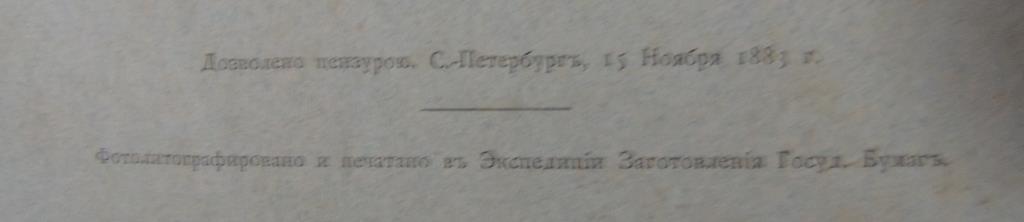 Дозволено цензурою. С.-Петербургъ, 15 Ноября 1883 г.
Фотолитографировано и печатано въ Экспедиціи Заготовленія Госуд. Бумагъ.